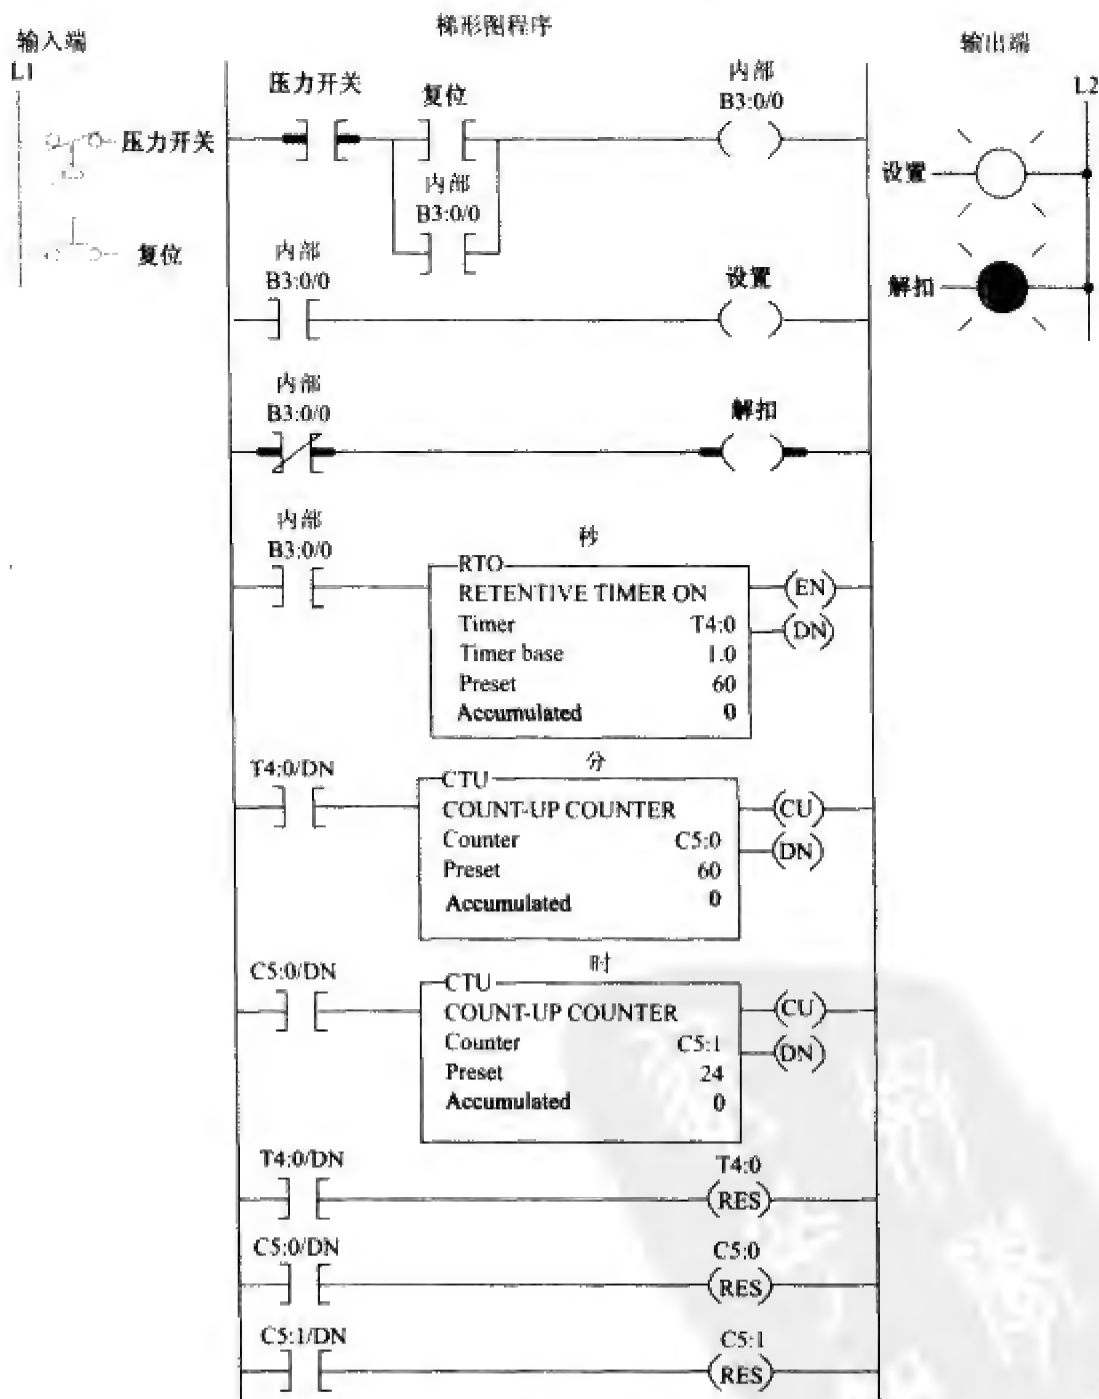 梯形图程序
输入端
输出端
L1
L2
压力开关
复位
内部
B3:0/0
压力开关
设置
内部
B3:0/0
复位
解扣
内部
B3:0/0
设置
内部
B3:0/0
解扣
内部
B3:0/0
秒
RTO
RETENTIVE TIMER ON
Timer T4:0
Timer base 1.0
Preset 60
Accumulated 0
EN
DN
T4:0/DN
分
CTU
COUNT-UP COUNTER
Counter C5:0
Preset 60
Accumulated 0
CU
DN
C5:0/DN
时
CTU
COUNT-UP COUNTER
Counter C5:1
Preset 24
Accumulated 0
CU
DN
T4:0/DN
T4:0
RES
C5:0/DN
C5:0
RES
C5:1/DN
C5:1
RES